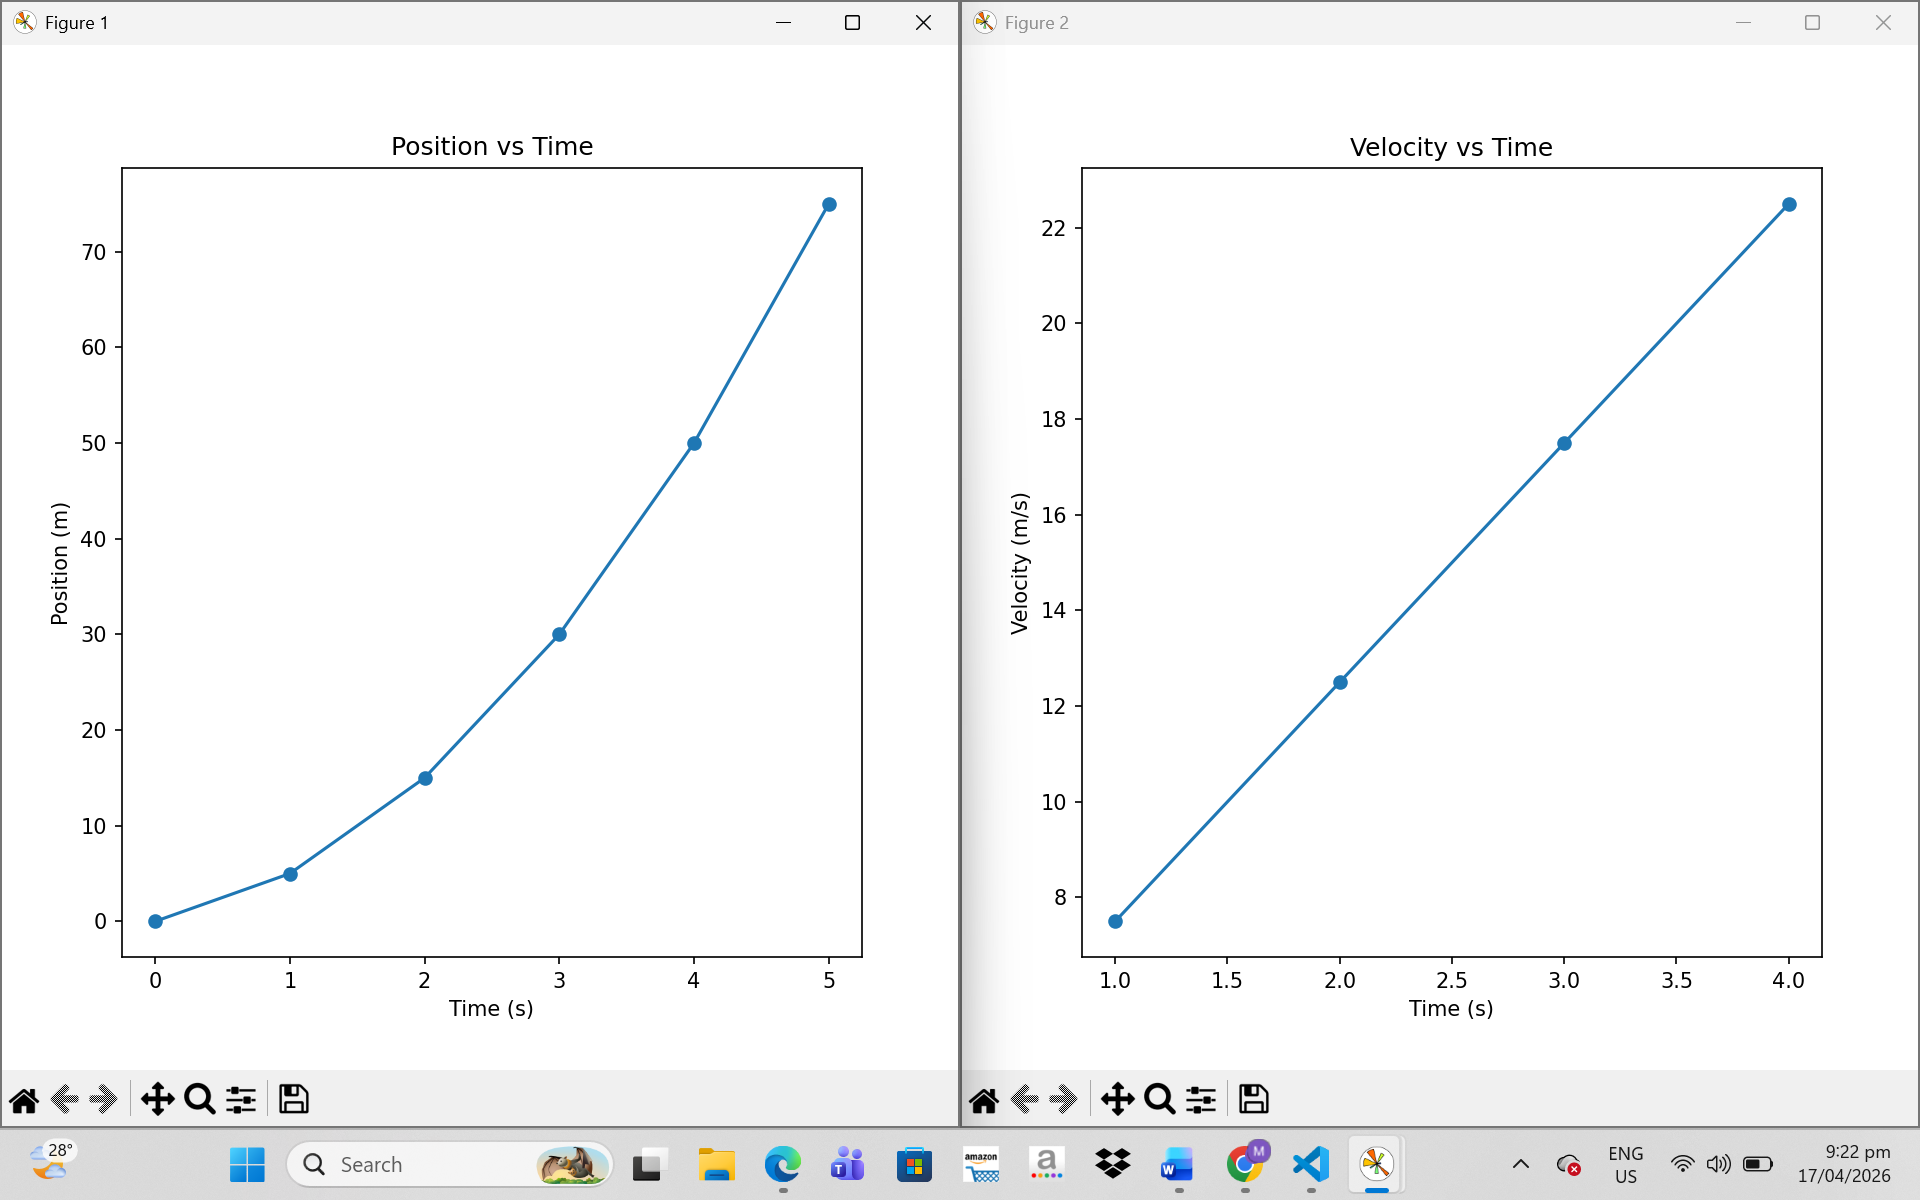 Figure 1
Position vs Time
70
60
50
40
30
20
10
0
Position (m)
0 1 2 3 4 5
Time (s)
Figure 2
Velocity vs Time
22
20
18
16
14
12
10
8
Velocity (m/s)
1.0 1.5 2.0 2.5 3.0 3.5 4.0
Time (s)
28°
Search
T
amazon
a
W
M
ENG
US
9:22 pm
17/04/2026